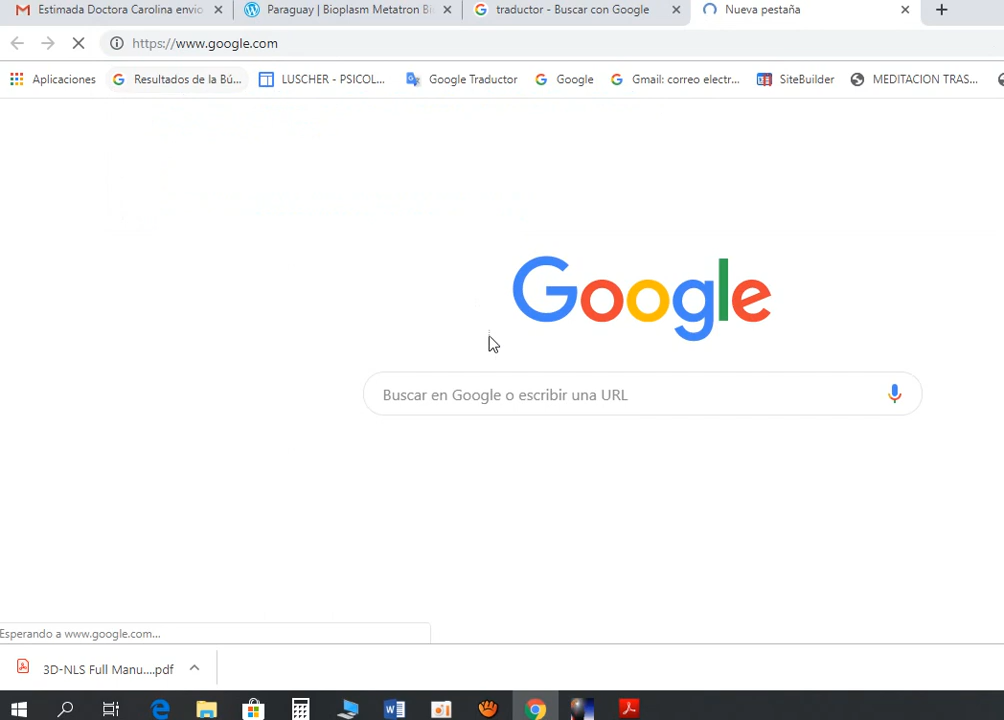 Estimada Doctora Carolina envio
Paraguay | Bioplasm Metatron Bi
traductor - Buscar con Google
Nueva pestaña
https://www.google.com
Aplicaciones
Resultados de la Bú...
LUSCHER - PSICOL...
Google Traductor
Google
Gmail: correo electr...
SiteBuilder
MEDITACION TRAS...
Google
Buscar en Google o escribir una URL
Esperando a www.google.com...
3D-NLS Full Manu....pdf